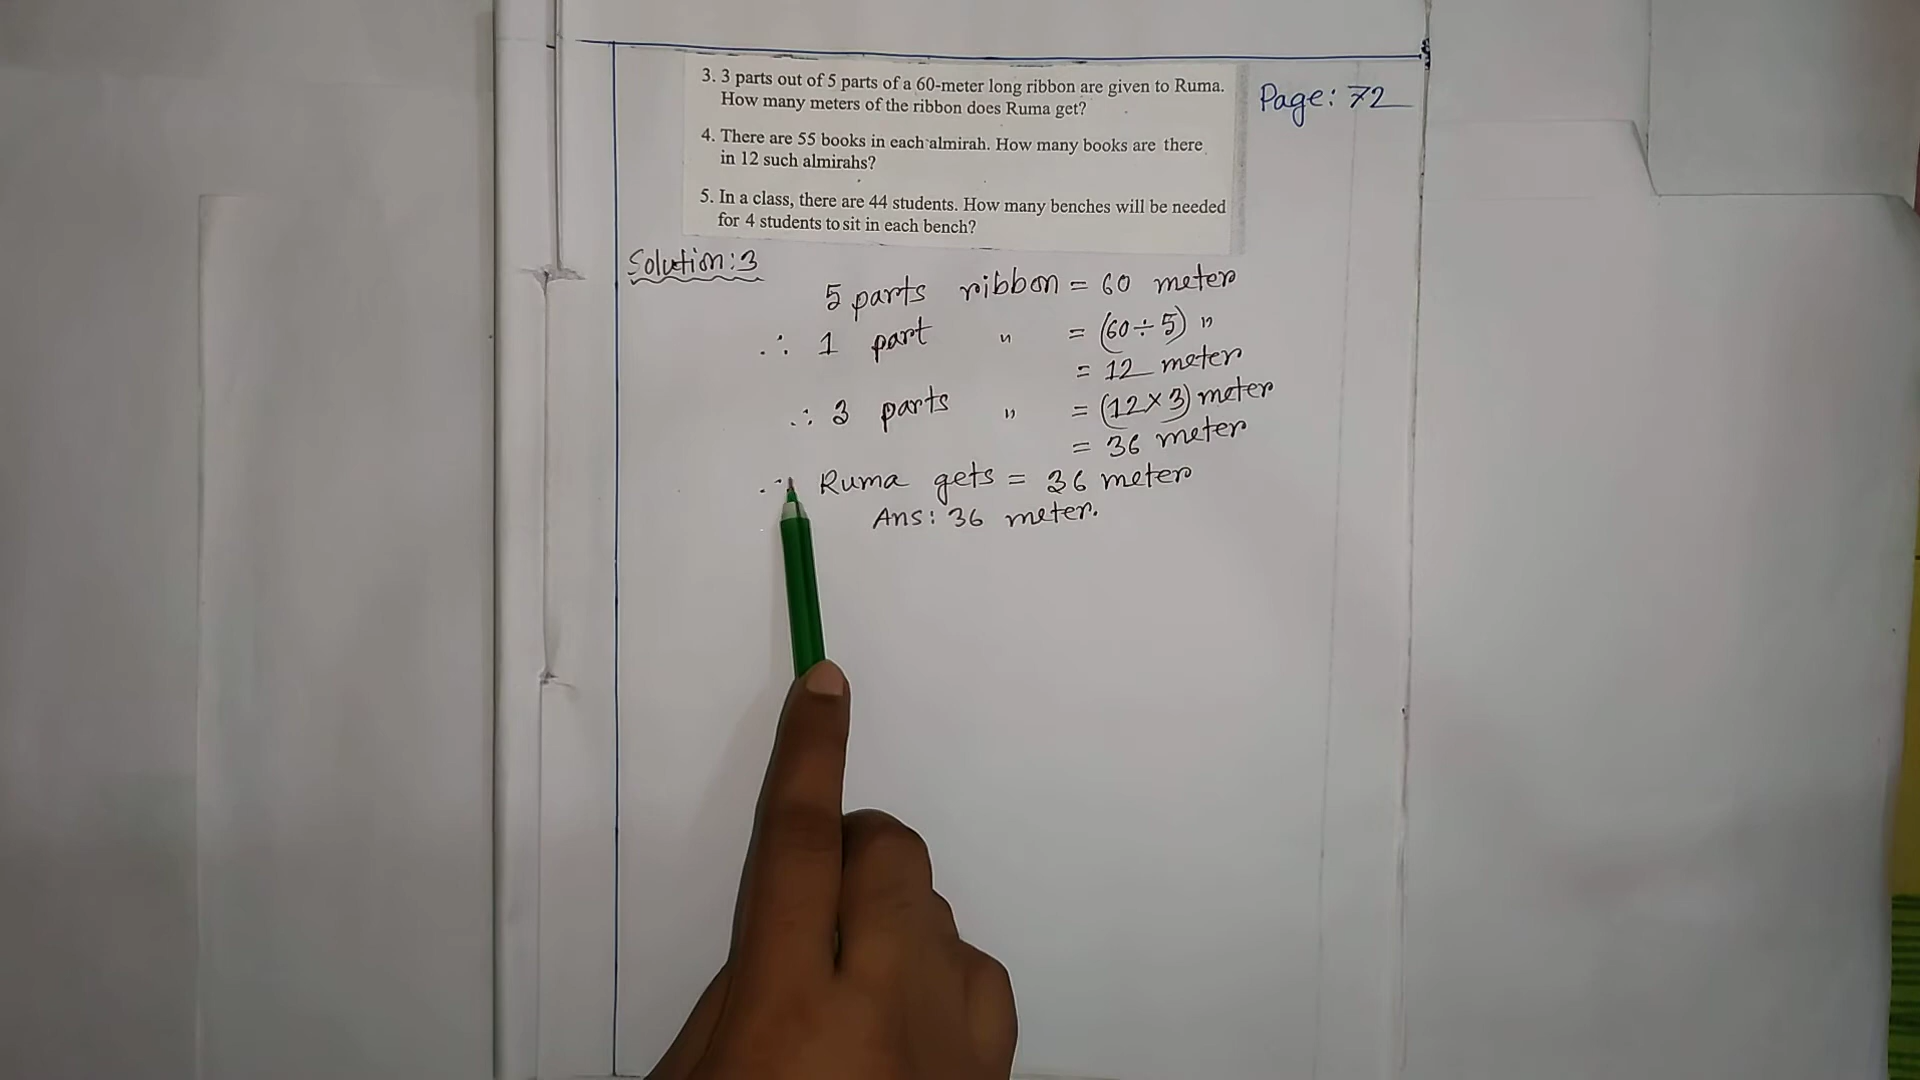 3. 3 parts out of 5 parts of a 60-meter long ribbon are given to Ruma.
How many meters of the ribbon does Ruma get?
Page: 72
4. There are 55 books in each almirah. How many books are there
in 12 such almirahs?
5. In a class, there are 44 students. How many benches will be needed
for 4 students to sit in each bench?
Solution: 3
5 parts ribbon = 60 meter
∴ 1 part " = (60÷5) "
= 12 meter
∴ 3 parts " = (12×3) meter
= 36 meter
∴ Ruma gets = 36 meter
Ans: 36 meter.